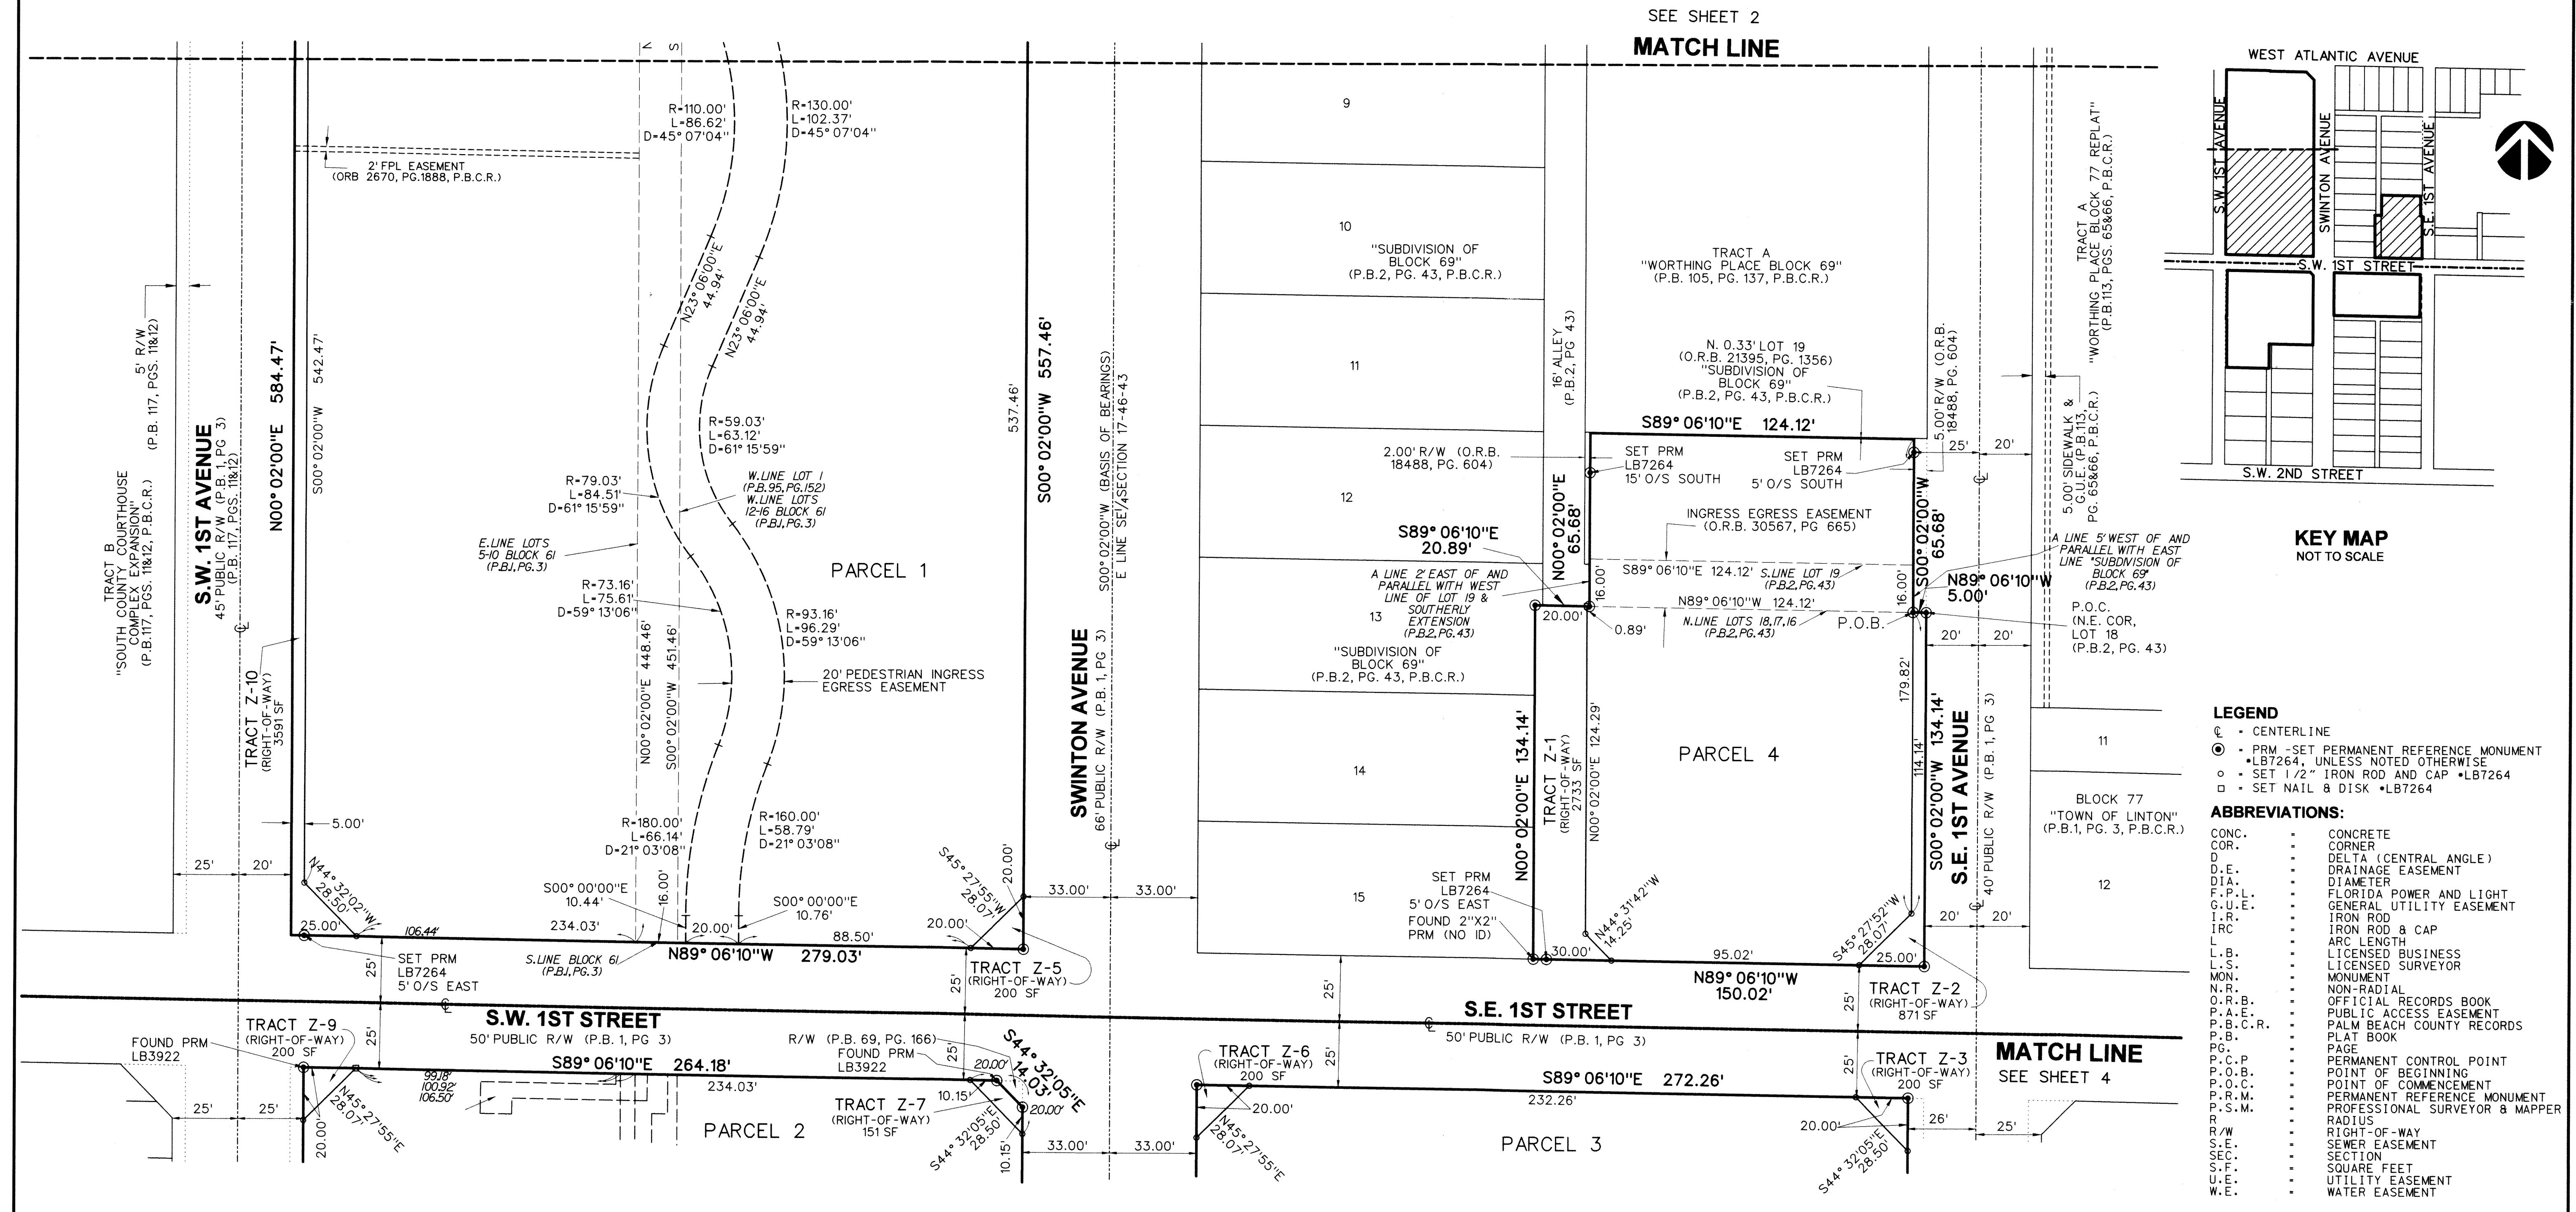 SEE SHEET 2
MATCH LINE
N
S
R=110.00'
L=86.62'
D=45° 07'04"
R=130.00'
L=102.37'
D=45° 07'04"
2' FPL EASEMENT
(ORB 2670, PG.1888, P.B.C.R.)
N23° 06'00"E
44.94'
N23° 06'00"E
44.94'
5' R/W
(P.B. 117, PGS. 11&12)
TRACT B
"SOUTH COUNTY COURTHOUSE
COMPLEX EXPANSION"
(P.B.117, PGS. 11&12, P.B.C.R.)
S.W. 1ST AVENUE
45' PUBLIC R/W (P.B. 1, PG 3)
(P.B. 117, PGS. 11&12)
N00° 02'00"E 584.47'
S00° 02'00"W 542.47'
TRACT Z-10
(RIGHT-OF-WAY)
3591 SF
R=59.03'
L=63.12'
D=61° 15'59"
R=79.03'
L=84.51'
D=61° 15'59"
W.LINE LOT 1
(P.B.95, PG.152)
W.LINE LOTS
12-16 BLOCK 61
(P.B.1, PG.3)
E.LINE LOTS
5-10 BLOCK 61
(P.B.1, PG.3)
R=73.16'
L=75.61'
D=59° 13'06"
R=93.16'
L=96.29'
D=59° 13'06"
PARCEL 1
20' PEDESTRIAN INGRESS
EGRESS EASEMENT
N00° 02'00"E 448.46'
S00° 02'00"W 451.46'
R=180.00'
L=66.14'
D=21° 03'08"
R=160.00'
L=58.79'
D=21° 03'08"
S00° 00'00"E
10.44'
16.00'
S00° 00'00"E
10.76'
5.00'
25'
20'
N44° 32'02"W
28.50'
25.00'
106.44'
234.03'
20.00'
88.50'
S.LINE BLOCK 61
(P.B.1, PG.3)
N89° 06'10"W 279.03'
SET PRM
LB7264
5' O/S EAST
25'
S45° 27'55"W
28.07'
20.00'
20.00'
TRACT Z-5
(RIGHT-OF-WAY)
200 SF
25'
537.46'
S00° 02'00"W 557.46'
SWINTON AVENUE
66' PUBLIC R/W (P.B. 1, PG 3)
S00° 02'00"W (BASIS OF BEARINGS)
E LINE SE1/4 SECTION 17-46-43
33.00'
33.00'
S.W. 1ST STREET
50' PUBLIC R/W (P.B. 1, PG 3)
R/W (P.B. 69, PG. 166)
FOUND PRM
LB3922
TRACT Z-9
(RIGHT-OF-WAY)
200 SF
FOUND PRM
LB3922
25'
S89° 06'10"E 264.18'
99.18'
100.92'
106.50'
234.03'
25'
25'
25'
20.00'
N45° 27'55"E
28.07'
PARCEL 2
TRACT Z-7
(RIGHT-OF-WAY)
151 SF
10.15'
S44° 32'05"E
28.50'
10.15'
20.00'
20.00'
S44° 32'05"E
14.03'
33.00'
33.00'
9
10
"SUBDIVISION OF
BLOCK 69"
(P.B.2, PG. 43, P.B.C.R.)
11
12
13
"SUBDIVISION OF
BLOCK 69"
(P.B.2, PG. 43, P.B.C.R.)
14
15
16' ALLEY
(P.B.2, PG 43)
TRACT A
"WORTHING PLACE BLOCK 69"
(P.B. 105, PG. 137, P.B.C.R.)
N. 0.33' LOT 19
(O.R.B. 21395, PG. 1356)
"SUBDIVISION OF
BLOCK 69"
(P.B.2, PG. 43, P.B.C.R.)
S89° 06'10"E 124.12'
2.00' R/W (O.R.B.
18488, PG. 604)
SET PRM
LB7264
15' O/S SOUTH
SET PRM
LB7264
5' O/S SOUTH
INGRESS EGRESS EASEMENT
(O.R.B. 30567, PG 665)
N00° 02'00"E
65.68'
S89° 06'10"E
20.89'
A LINE 2' EAST OF AND
PARALLEL WITH WEST
LINE OF LOT 19 &
SOUTHERLY
EXTENSION
(P.B.2, PG.43)
S89° 06'10"E 124.12'
S.LINE LOT 19
(P.B.2, PG.43)
16.00'
16.00'
N89° 06'10"W 124.12'
N.LINE LOTS 18,17,16
(P.B.2, PG.43)
P.O.B.
20.00'
0.89'
5.00' R/W (O.R.B.
18488, PG. 604)
25'
20'
S00° 02'00"W
65.68'
N89° 06'10"W
5.00'
A LINE 5' WEST OF AND
PARALLEL WITH EAST
LINE "SUBDIVISION OF
BLOCK 69"
(P.B.2, PG.43)
P.O.C.
(N.E. COR,
LOT 18
(P.B.2, PG. 43)
20'
20'
5.00' SIDEWALK &
G.U.E. (P.B.113,
PG. 65&66, P.B.C.R.)
TRACT A
"WORTHING PLACE BLOCK 77 REPLAT"
(P.B.113, PGS. 65&66, P.B.C.R.)
N00° 02'00"E 134.14'
TRACT Z-1
(RIGHT-OF-WAY)
2733 SF
N00° 02'00"E 124.29'
PARCEL 4
179.82'
114.14'
S00° 02'00"W 134.14'
S.E. 1ST AVENUE
40' PUBLIC R/W (P.B. 1, PG 3)
11
BLOCK 77
"TOWN OF LINTON"
(P.B.1, PG. 3, P.B.C.R.)
12
SET PRM
LB7264
5' O/S EAST
FOUND 2"X2"
PRM (NO ID)
N44° 31'42"W
14.25'
30.00'
95.02'
N89° 06'10"W
150.02'
S45° 27'52"W
28.07'
25.00'
TRACT Z-2
(RIGHT-OF-WAY)
871 SF
20'
20'
25'
25'
S.E. 1ST STREET
50' PUBLIC R/W (P.B. 1, PG 3)
MATCH LINE
SEE SHEET 4
25'
25'
TRACT Z-6
(RIGHT-OF-WAY)
200 SF
20.00'
N45° 27'55"E
28.07'
S89° 06'10"E 272.26'
232.26'
PARCEL 3
TRACT Z-3
(RIGHT-OF-WAY)
200 SF
20.00'
S44° 32'05"E
28.50'
26'
25'
WEST ATLANTIC AVENUE
S.W. 1ST AVENUE
SWINTON AVENUE
S.E. 1ST AVENUE
S.W. 1ST STREET
S.W. 2ND STREET
KEY MAP
NOT TO SCALE
LEGEND
℄ = CENTERLINE
= PRM -SET PERMANENT REFERENCE MONUMENT
•LB7264, UNLESS NOTED OTHERWISE
= SET 1/2" IRON ROD AND CAP •LB7264
= SET NAIL & DISK •LB7264
ABBREVIATIONS:
CONC. = CONCRETE
COR. = CORNER
D = DELTA (CENTRAL ANGLE)
D.E. = DRAINAGE EASEMENT
DIA. = DIAMETER
F.P.L. = FLORIDA POWER AND LIGHT
G.U.E. = GENERAL UTILITY EASEMENT
I.R. = IRON ROD
IRC = IRON ROD & CAP
L = ARC LENGTH
L.B. = LICENSED BUSINESS
L.S. = LICENSED SURVEYOR
MON. = MONUMENT
N.R. = NON-RADIAL
O.R.B. = OFFICIAL RECORDS BOOK
P.A.E. = PUBLIC ACCESS EASEMENT
P.B.C.R. = PALM BEACH COUNTY RECORDS
P.B. = PLAT BOOK
PG. = PAGE
P.C.P = PERMANENT CONTROL POINT
P.O.B. = POINT OF BEGINNING
P.O.C. = POINT OF COMMENCEMENT
P.R.M. = PERMANENT REFERENCE MONUMENT
P.S.M. = PROFESSIONAL SURVEYOR & MAPPER
R = RADIUS
R/W = RIGHT-OF-WAY
S.E. = SEWER EASEMENT
SEC. = SECTION
S.F. = SQUARE FEET
U.E. = UTILITY EASEMENT
W.E. = WATER EASEMENT